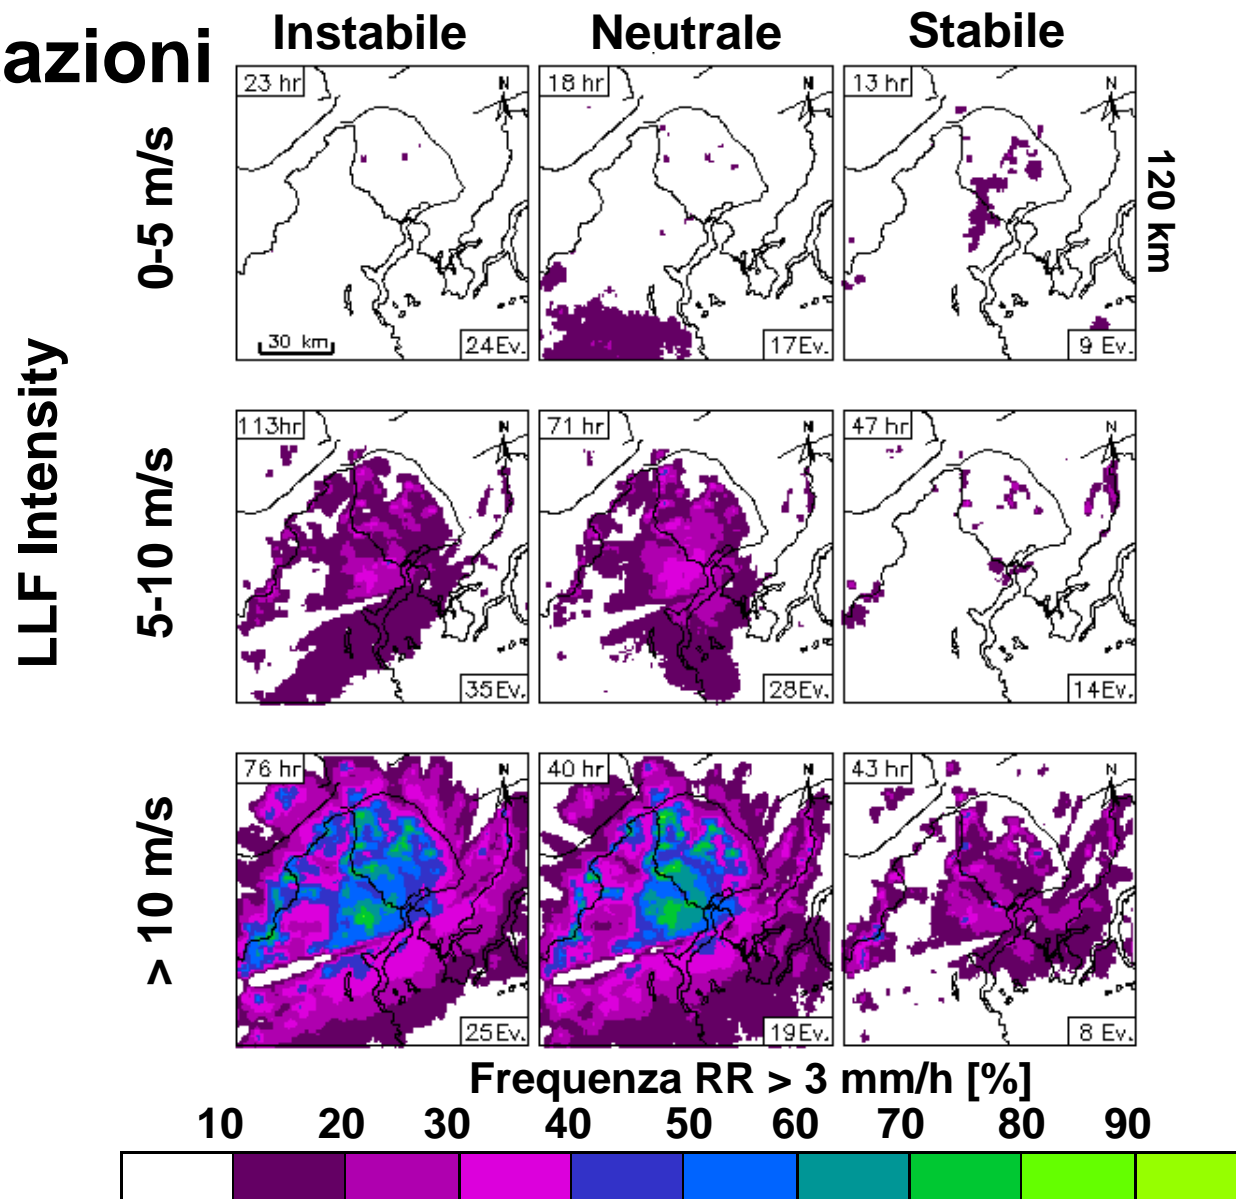 azioni
Instabile Neutrale Stabile
0-5 m/s
23 hr
N
30 km
24Ev.
18 hr
N
17Ev.
13 hr
N
9 Ev.
120 km
LLF Intensity
5-10 m/s
113hr
N
35Ev.
71 hr
N
28Ev.
47 hr
N
14Ev.
> 10 m/s
76 hr
N
25Ev.
40 hr
N
19Ev.
43 hr
N
8 Ev.
Frequenza RR > 3 mm/h [%]
10 20 30 40 50 60 70 80 90